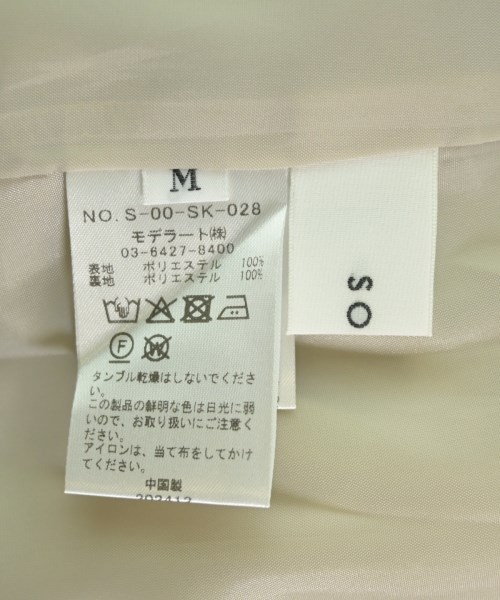 M
NO. S-00-SK-028
モデラート(株)
03-6427-8400
表地 ポリエステル 100%
裏地 ポリエステル 100%
F
W
タンブル乾燥はしないでくださ
い。
この製品の鮮明な色は日光に弱
いので、お取り扱いにご注意く
ださい。
アイロンは、当て布をしてかけ
てください。
中国製
OS